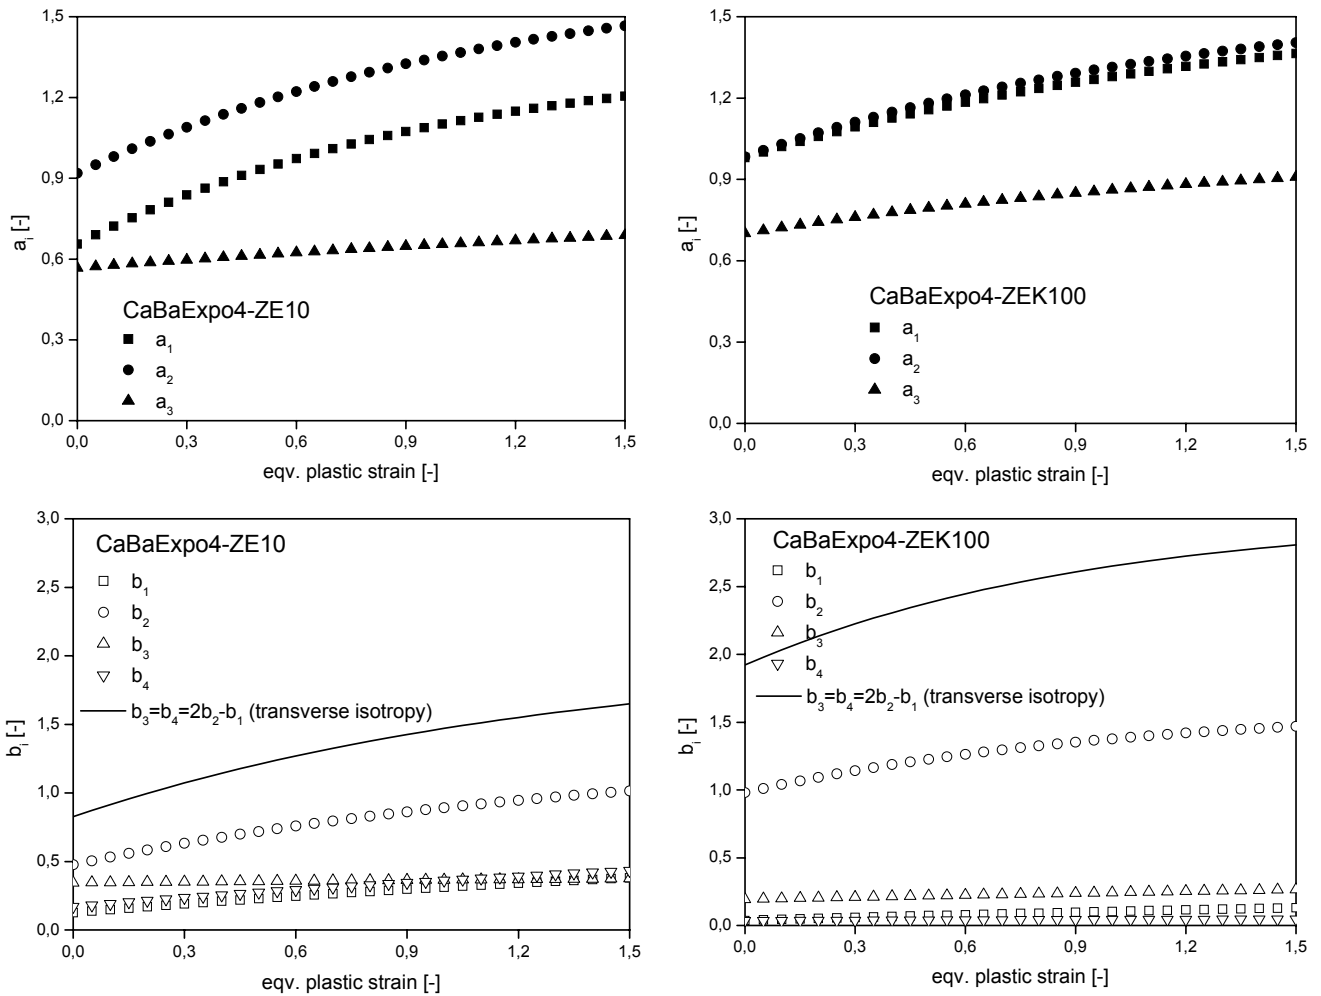 1,5
1,2
0,9
0,6
0,3
0,0
a_i [-]
CaBaExpo4-ZE10
a_1
a_2
a_3
0,0 0,3 0,6 0,9 1,2 1,5
eqv. plastic strain [-]
1,5
1,2
0,9
0,6
0,3
0,0
a_i [-]
CaBaExpo4-ZEK100
a_1
a_2
a_3
0,0 0,3 0,6 0,9 1,2 1,5
eqv. plastic strain [-]
3,0
2,5
2,0
1,5
1,0
0,5
0,0
b_i [-]
CaBaExpo4-ZE10
b_1
b_2
b_3
b_4
b_3=b_4=2b_2-b_1 (transverse isotropy)
0,0 0,3 0,6 0,9 1,2 1,5
eqv. plastic strain [-]
3,0
2,5
2,0
1,5
1,0
0,5
0,0
b_i [-]
CaBaExpo4-ZEK100
b_1
b_2
b_3
b_4
b_3=b_4=2b_2-b_1 (transverse isotropy)
0,0 0,3 0,6 0,9 1,2 1,5
eqv. plastic strain [-]